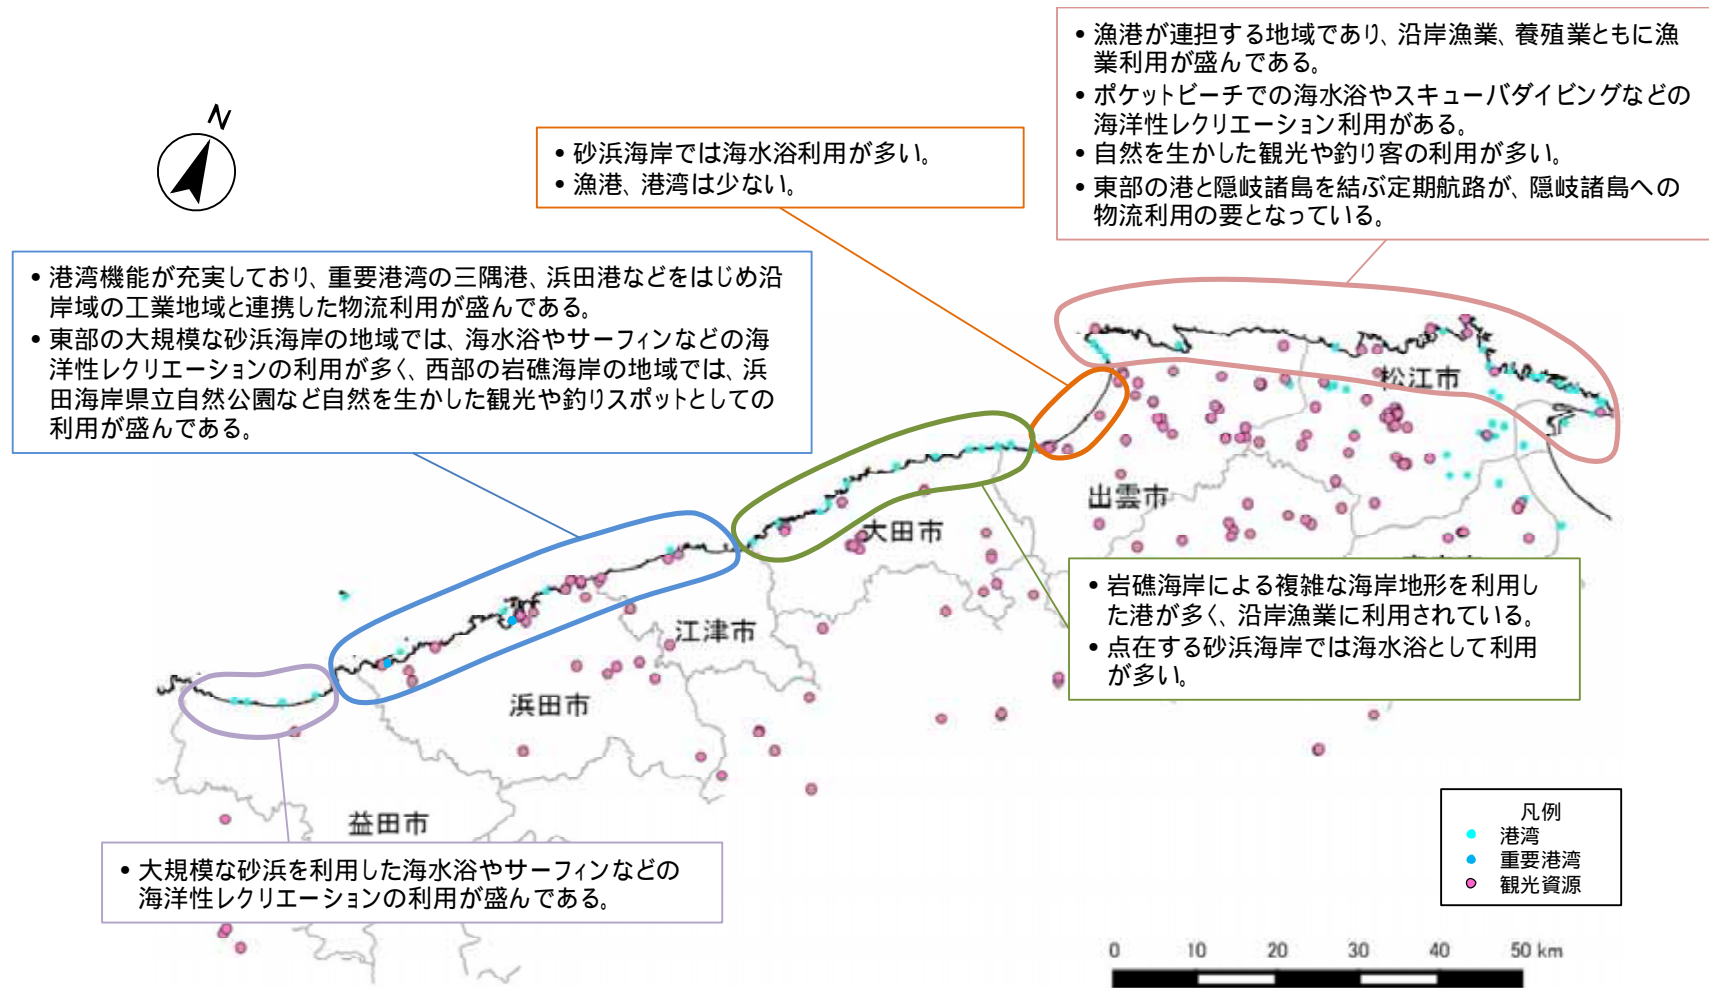 • 漁港が連担する地域であり、沿岸漁業、養殖業ともに漁
業利用が盛んである。
• ポケットビーチでの海水浴やスキューバダイビングなどの
海洋性レクリエーション利用がある。
• 自然を生かした観光や釣り客の利用が多い。
• 東部の港と隠岐諸島を結ぶ定期航路が、隠岐諸島への
物流利用の要となっている。
N
• 砂浜海岸では海水浴利用が多い。
• 漁港、港湾は少ない。
• 港湾機能が充実しており、重要港湾の三隅港、浜田港などをはじめ沿
岸域の工業地域と連携した物流利用が盛んである。
• 東部の大規模な砂浜海岸の地域では、海水浴やサーフィンなどの海
洋性レクリエーションの利用が多く、西部の岩礁海岸の地域では、浜
田海岸県立自然公園など自然を生かした観光や釣りスポットとしての
利用が盛んである。
松江市
出雲市
大田市
江津市
浜田市
益田市
• 岩礁海岸による複雑な海岸地形を利用し
た港が多く、沿岸漁業に利用されている。
• 点在する砂浜海岸では海水浴として利用
が多い。
• 大規模な砂浜を利用した海水浴やサーフィンなどの
海洋性レクリエーションの利用が盛んである。
凡例
港湾
重要港湾
観光資源
0 10 20 30 40 50 km